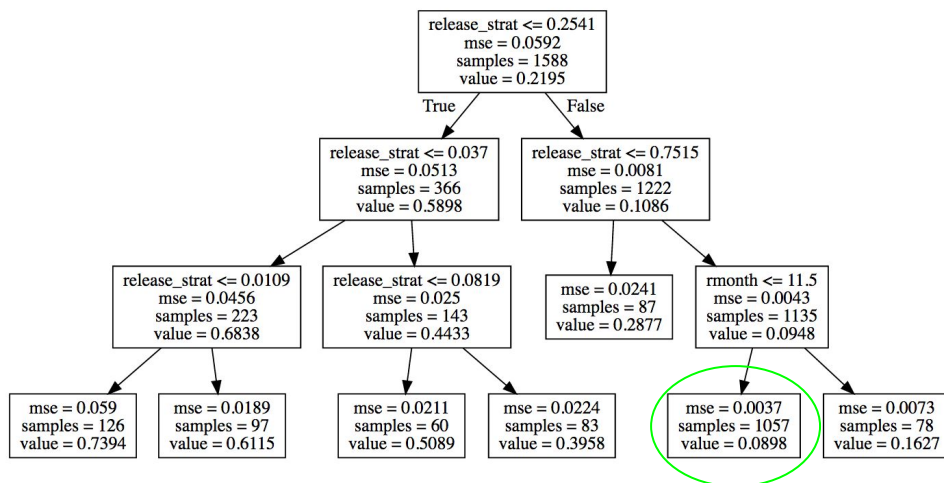 release_strat <= 0.2541
mse = 0.0592
samples = 1588
value = 0.2195
True
False
release_strat <= 0.037
mse = 0.0513
samples = 366
value = 0.5898
release_strat <= 0.7515
mse = 0.0081
samples = 1222
value = 0.1086
release_strat <= 0.0109
mse = 0.0456
samples = 223
value = 0.6838
release_strat <= 0.0819
mse = 0.025
samples = 143
value = 0.4433
mse = 0.0241
samples = 87
value = 0.2877
rmonth <= 11.5
mse = 0.0043
samples = 1135
value = 0.0948
mse = 0.059
samples = 126
value = 0.7394
mse = 0.0189
samples = 97
value = 0.6115
mse = 0.0211
samples = 60
value = 0.5089
mse = 0.0224
samples = 83
value = 0.3958
mse = 0.0037
samples = 1057
value = 0.0898
mse = 0.0073
samples = 78
value = 0.1627